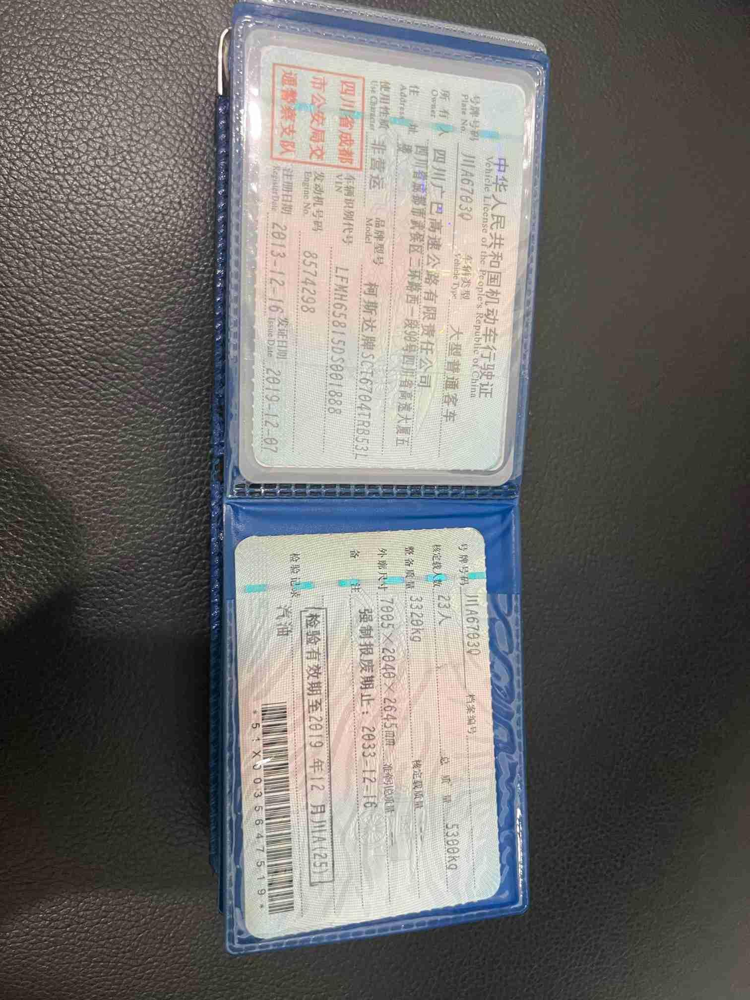 中华人民共和国机动车行驶证
Vehicle License of the People's Republic of China
号牌号码 川A6703Q 车辆类型 大型普通客车
Plate No. Vehicle Type
所有人 四川广巴高速公路有限责任公司
Owner
住址 四川省成都市武侯区二环路西一段90号四川省高速大厦五
Address 楼
使用性质 非营运 品牌型号 柯斯达牌SCT6704TRB53L
Use Character Model
四川省成都
市公安局交
通警察支队
车辆识别代号 LFMH65815DS001888
VIN
发动机号码 8574298
Engine No.
注册日期 2013-12-16 发证日期 2019-12-07
Register Date Issue Date
号牌号码 川A6703Q 档案编号
核定载人数 23人 总质量 5300kg
整备质量 3320kg 核定载质量 --
外廓尺寸 7005×2040×2645mm 准牵总质量 --
备注 强制报废期止：2033-12-16
检验有效期至2019年12月川A(25)
检验记录
汽油
*51X0035647519*